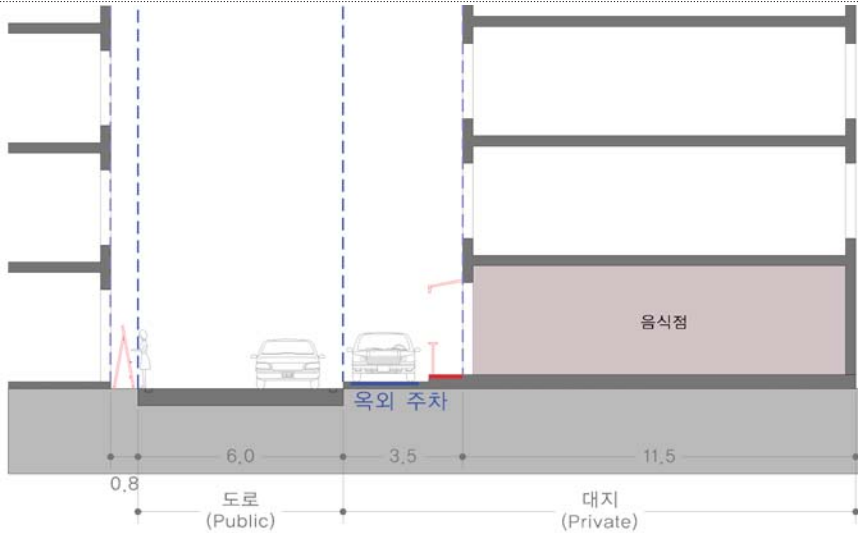 음식점
옥외 주차
6,0
3,5
11,5
0,8
도로
(Public)
대지
(Private)